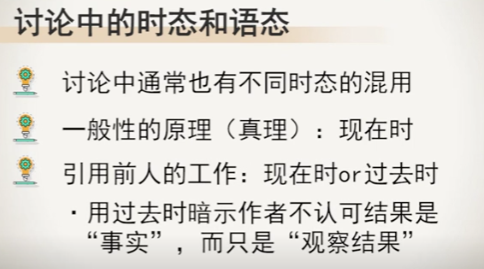 讨论中的时态和语态
讨论中通常也有不同时态的混用
一般性的原理（真理）：现在时
引用前人的工作：现在时or过去时
·用过去时暗示作者不认可结果是
“事实”，而只是“观察结果”